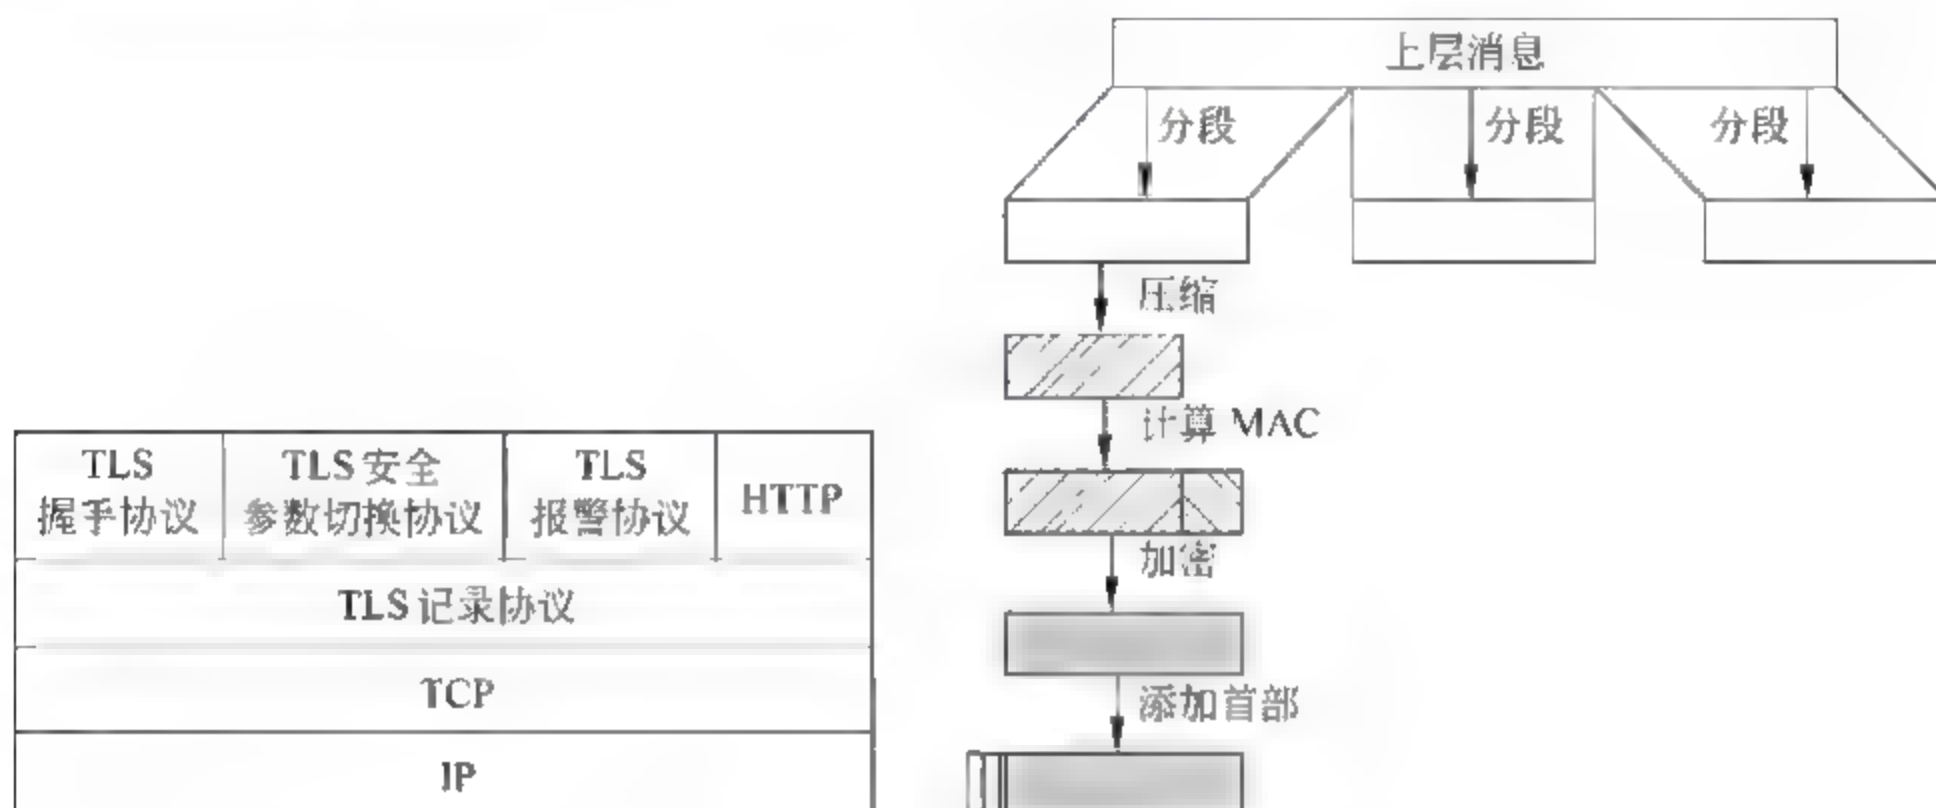 上层消息
分段
分段
分段
压缩
计算 MAC
加密
添加首部
TLS
握手协议
TLS 安全
参数切换协议
TLS
报警协议
HTTP
TLS 记录协议
TCP
IP